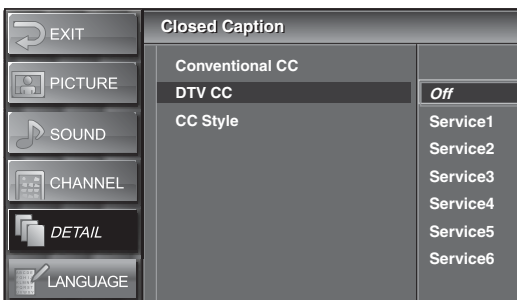 EXIT
PICTURE
SOUND
CHANNEL
DETAIL
LANGUAGE
Closed Caption
Conventional CC
DTV CC
CC Style
Off
Service1
Service2
Service3
Service4
Service5
Service6